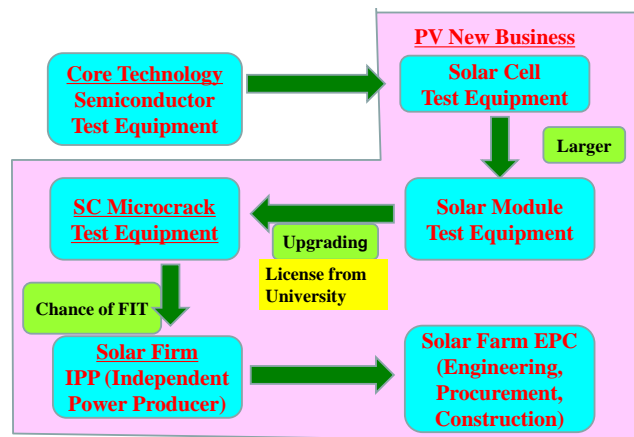 PV New Business
Core Technology
Semiconductor
Test Equipment
Solar Cell
Test Equipment
Larger
SC Microcrack
Test Equipment
Solar Module
Test Equipment
Upgrading
License from
University
Chance of FIT
Solar Firm
IPP (Independent
Power Producer)
Solar Farm EPC
(Engineering,
Procurement,
Construction)